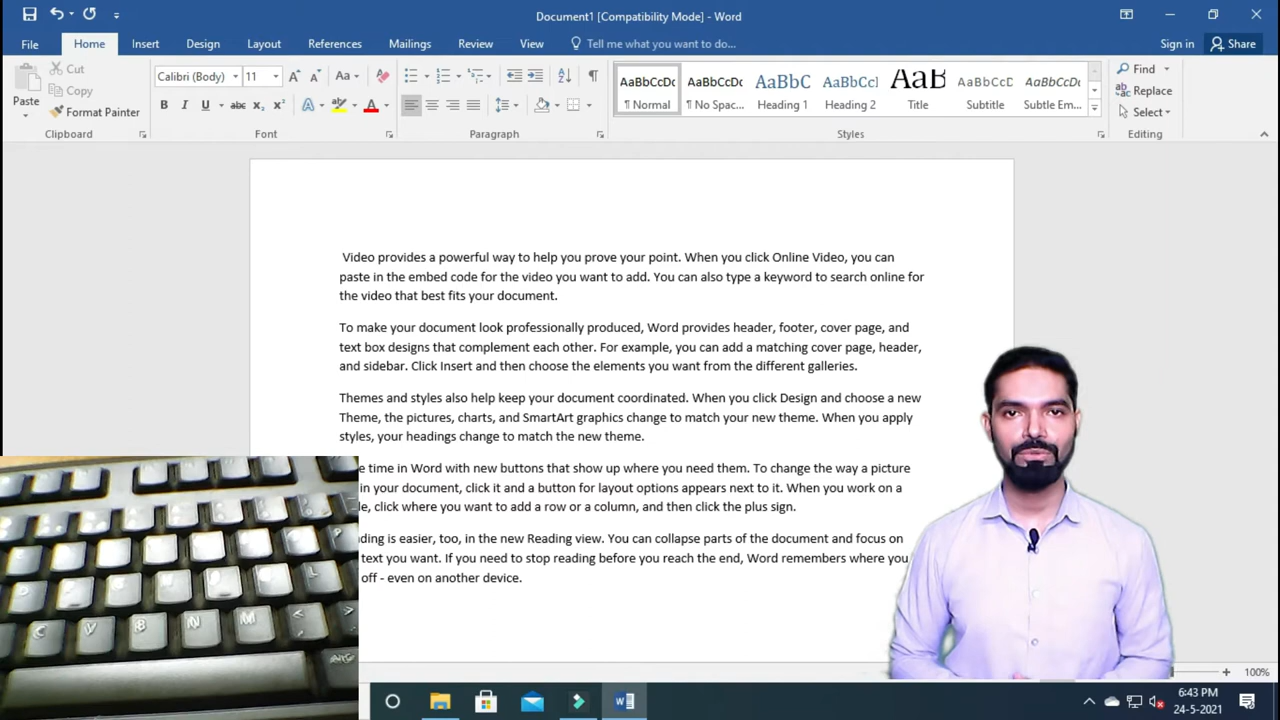 Document1 [Compatibility Mode] - Word
File Home Insert Design Layout References Mailings Review View Tell me what you want to do... Sign in Share
Paste
Cut
Copy
Format Painter
Clipboard
Calibri (Body) 11
Font
Paragraph
AaBbCcDc AaBbCcDc AaBbC AaBbCcI AaB AaBbCcD AaBbCcDc
¶ Normal ¶ No Spac... Heading 1 Heading 2 Title Subtitle Subtle Em...
Styles
Find
Replace
Select
Editing
Video provides a powerful way to help you prove your point. When you click Online Video, you can
paste in the embed code for the video you want to add. You can also type a keyword to search online for
the video that best fits your document.
To make your document look professionally produced, Word provides header, footer, cover page, and
text box designs that complement each other. For example, you can add a matching cover page, header,
and sidebar. Click Insert and then choose the elements you want from the different galleries.
Themes and styles also help keep your document coordinated. When you click Design and choose a new
Theme, the pictures, charts, and SmartArt graphics change to match your new theme. When you apply
styles, your headings change to match the new theme.
time in Word with new buttons that show up where you need them. To change the way a picture
in your document, click it and a button for layout options appears next to it. When you work on a
click where you want to add a row or a column, and then click the plus sign.
is easier, too, in the new Reading view. You can collapse parts of the document and focus on
text you want. If you need to stop reading before you reach the end, Word remembers where you
off - even on another device.
C V B N M < >
100%
6:43 PM
24-5-2021